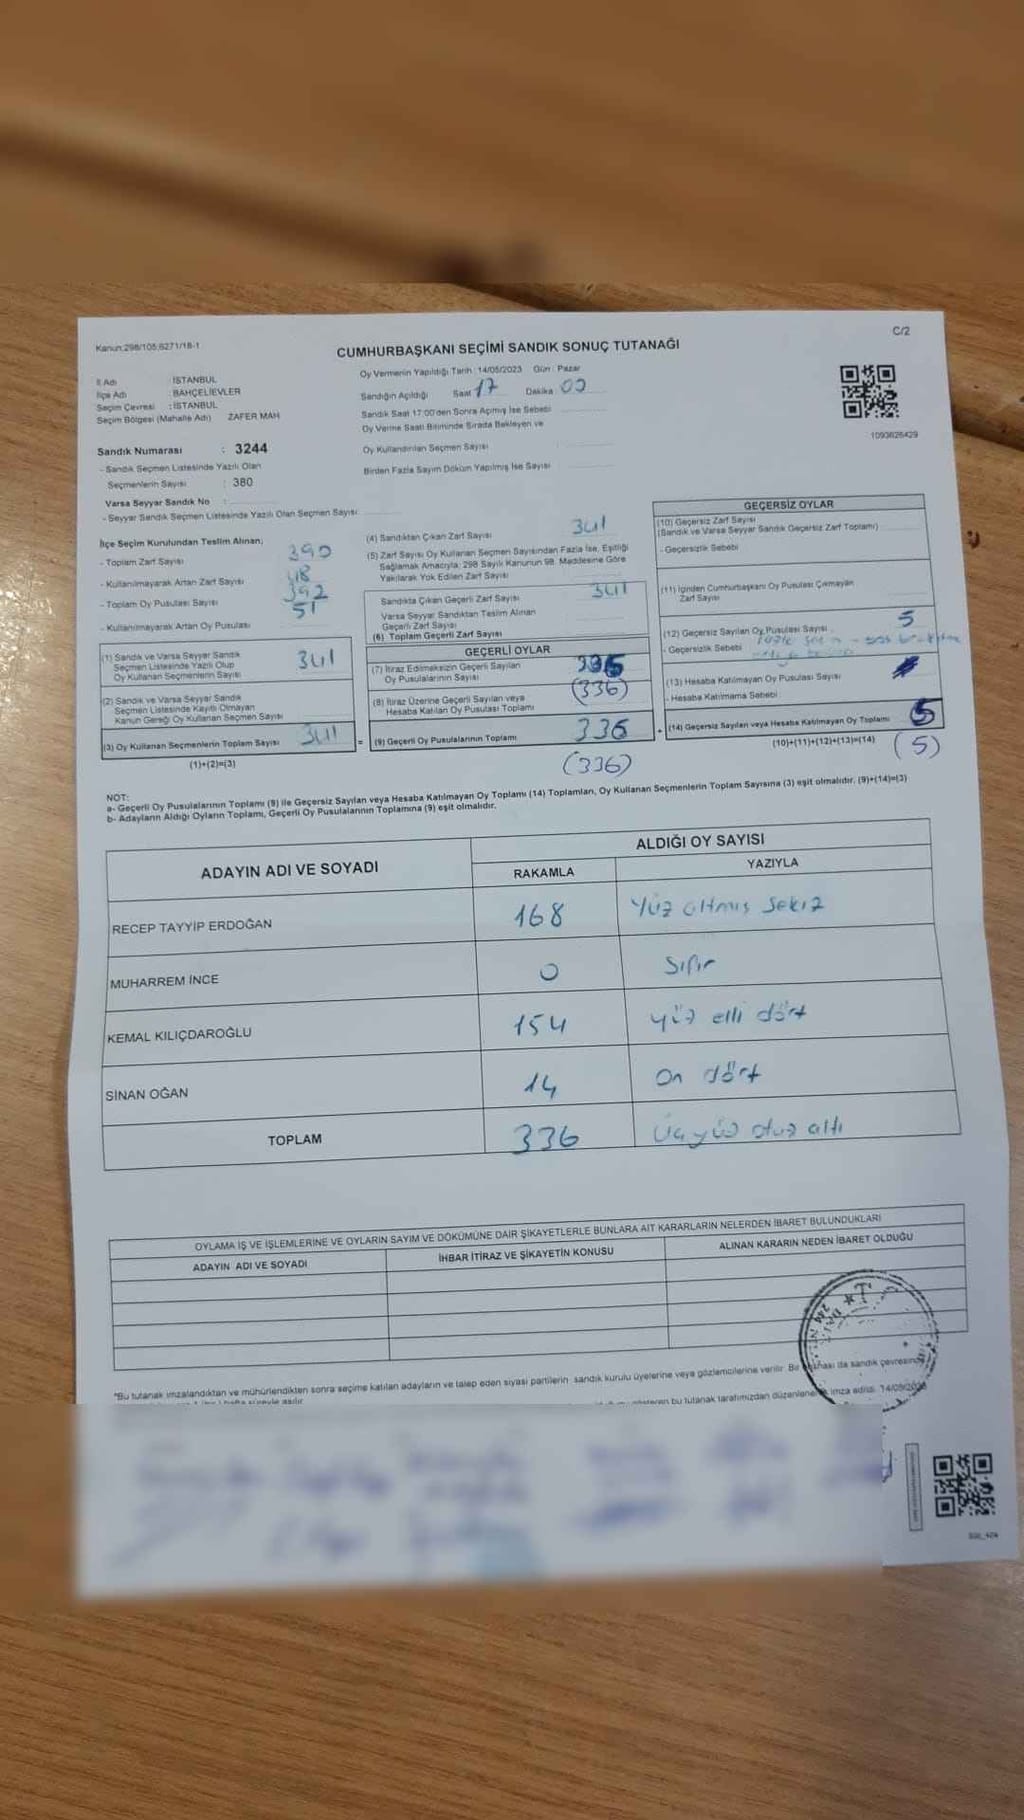 C/2
Kanun:298/105;6271/18-1
CUMHURBAŞKANI SEÇİMİ SANDIK SONUÇ TUTANAĞI
İl Adı : İSTANBUL
İlçe Adı : BAHÇELİEVLER
Seçim Çevresi : İSTANBUL
Seçim Bölgesi (Mahalle Adı) ZAFER MAH
Oy Vermenin Yapıldığı Tarih : 14/05/2023 Gün : Pazar
Sandığın Açıldığı Saat 17 Dakika 00
Sandık Saat 17:00'den Sonra Açımış İse Sebebi
Oy Verme Saati Bitiminde Sırada Bekleyen ve
Oy Kullandırılan Seçmen Sayısı :
Birden Fazla Sayım Döküm Yapılmış İse Sayısı
1093626429
Sandık Numarası : 3244
- Sandık Seçmen Listesinde Yazılı Olan
Seçmenlerin Sayısı : 380
Varsa Seyyar Sandık No :
- Seyyar Sandık Seçmen Listesinde Yazılı Olan Seçmen Sayısı
İlçe Seçim Kurulundan Teslim Alınan;
- Toplam Zarf Sayısı 390
- Kullanılmayarak Artan Zarf Sayısı 48
- Toplam Oy Pusulası Sayısı 392
- Kullanılmayarak Artan Oy Pusulası 51
(1) Sandık ve Varsa Seyyar Sandık
Seçmen Listesinde Yazılı Olup
Oy Kullanan Seçmenlerin Sayısı 341
(2) Sandık ve Varsa Seyyar Sandık
Seçmen Listesinde Kayıtlı Olmayan
Kanun Gereği Oy Kullanan Seçmen Sayısı
(3) Oy Kullanan Seçmenlerin Toplam Sayısı 341
(1)+(2)=(3)
(4) Sandıktan Çıkan Zarf Sayısı 341
(5) Zarf Sayısı Oy Kullanan Seçmen Sayısından Fazla İse, Eşitliği
Sağlamak Amacıyla; 298 Sayılı Kanunun 98. Maddesine Göre
Yakılarak Yok Edilen Zarf Sayısı
Sandıkta Çıkan Geçerli Zarf Sayısı 341
Varsa Seyyar Sandıktan Teslim Alınan
Geçerli Zarf Sayısı
(6) Toplam Geçerli Zarf Sayısı
GEÇERLİ OYLAR
(7) İtiraz Edilmeksizin Geçerli Sayılan
Oy Pusulalarının Sayısı 336
(336)
(8) İtiraz Üzerine Geçerli Sayılan veya
Hesaba Katılan Oy Pusulası Toplamı
= (9) Geçerli Oy Pusulalarının Toplamı 336
(336)
GEÇERSİZ OYLAR
(10) Geçersiz Zarf Sayısı
(Sandık ve Varsa Seyyar Sandık Geçersiz Zarf Toplamı)
- Geçersizlik Sebebi
(11) İçinden Cumhurbaşkanı Oy Pusulası Çıkmayan
Zarf Sayısı
(12) Geçersiz Sayılan Oy Pusulası Sayısı 5
- Geçersizlik Sebebi
(13) Hesaba Katılmayan Oy Pusulası Sayısı
- Hesaba Katılmama Sebebi
+ (14) Geçersiz Sayılan veya Hesaba Katılmayan Oy Toplamı 5
(10)+(11)+(12)+(13)=(14) (5)
NOT:
a- Geçerli Oy Pusulalarının Toplamı (9) ile Geçersiz Sayılan veya Hesaba Katılmayan Oy Toplamı (14) Toplamları, Oy Kullanan Seçmenlerin Toplam Sayısına (3) eşit olmalıdır. (9)+(14)=(3)
b- Adayların Aldığı Oyların Toplamı, Geçerli Oy Pusulalarının Toplamına (9) eşit olmalıdır.
ADAYIN ADI VE SOYADI
ALDIĞI OY SAYISI
RAKAMLA YAZIYLA
RECEP TAYYİP ERDOĞAN 168 Yüz altmış sekiz
MUHARREM İNCE 0 Sıfır
KEMAL KILIÇDAROĞLU 154 yüz elli dört
SİNAN OĞAN 14 On dört
TOPLAM 336 Üçyüz otuz altı
OYLAMA İŞ VE İŞLEMLERİNE VE OYLARIN SAYIM VE DÖKÜMÜNE DAİR ŞİKAYETLERLE BUNLARA AİT KARARLARIN NELERDEN İBARET BULUNDUKLARI
ADAYIN ADI VE SOYADI İHBAR İTİRAZ VE ŞİKAYETİN KONUSU ALINAN KARARIN NEDEN İBARET OLDUĞU
*Bu tutanak imzalandıktan ve mühürlendikten sonra seçime katılan adayların ve talep eden siyasi partilerin sandık kurulu üyelerine veya gözlemcilerine verilir. Bir da sandık çevresinde
bu tutanak tarafımızdan düzenlenerek imza edildi. 14/05/2023